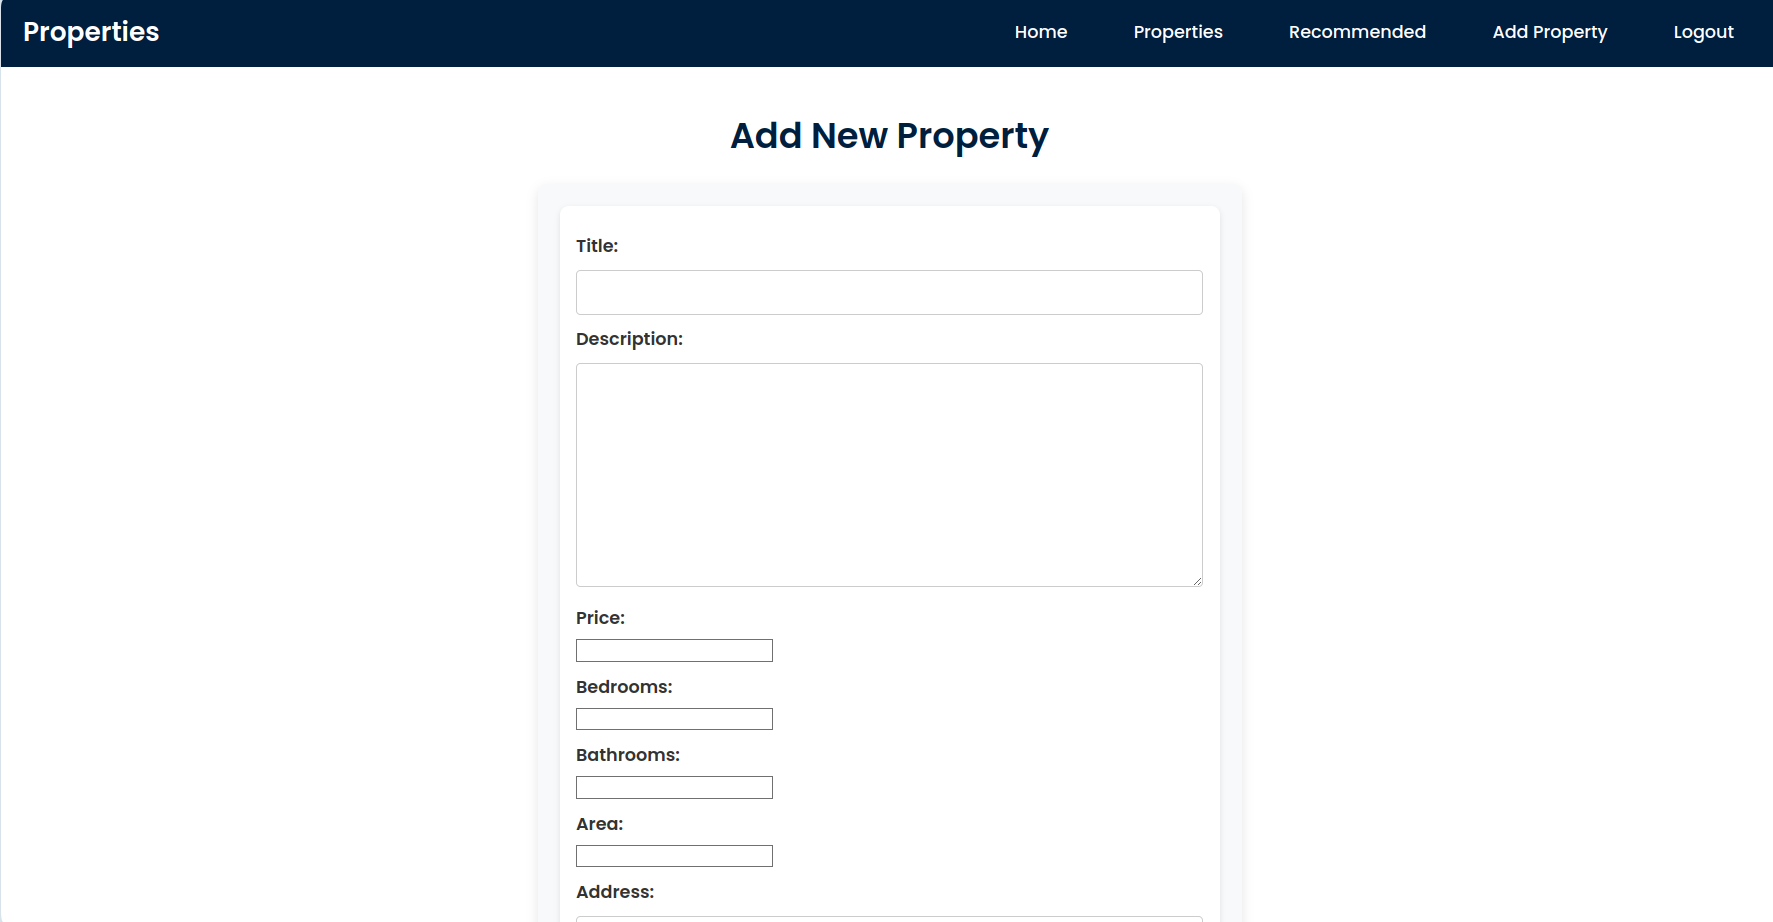 Properties
Home Properties Recommended Add Property Logout
Add New Property
Title:
Description:
Price:
Bedrooms:
Bathrooms:
Area:
Address: